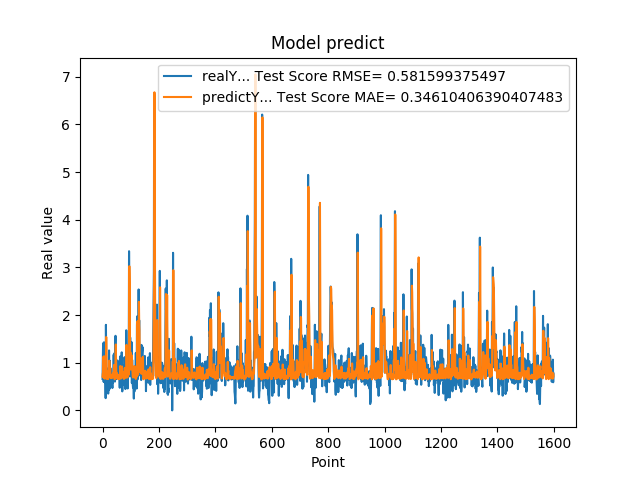 Model predict
realY... Test Score RMSE= 0.581599375497
predictY... Test Score MAE= 0.34610406390407483
7
6
5
4
3
2
1
0
Real value
0 200 400 600 800 1000 1200 1400 1600
Point